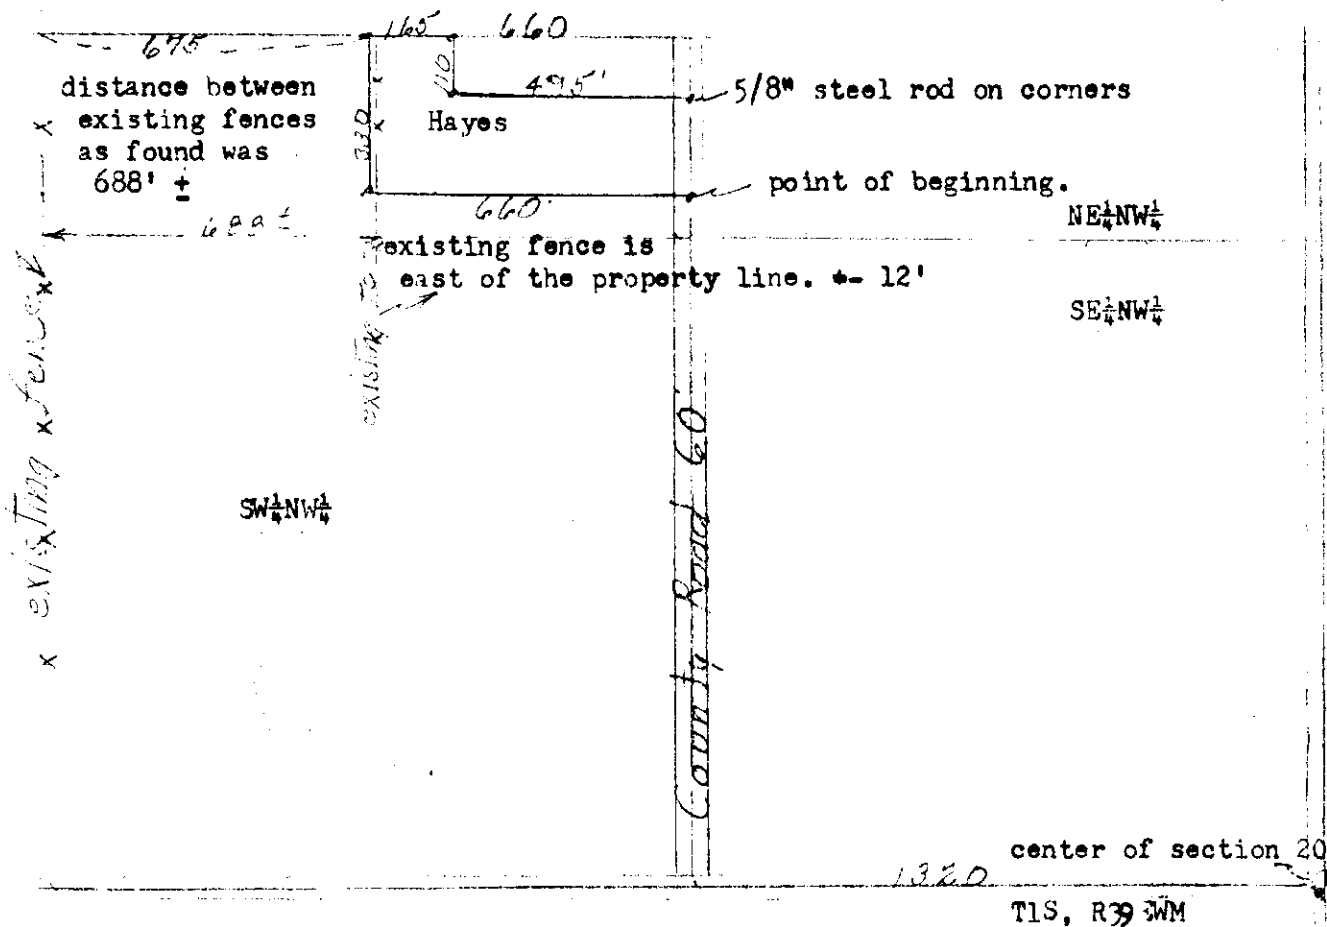 165' 660
675
110
495'
5/8" steel rod on corners
distance between
existing fences
as found was
688' ±
Hayes
330
point of beginning.
660'
NE¼NW¼
688 ±
existing fence is
east of the property line. +- 12'
SE¼NW¼
existing
existing fence
SW¼NW¼
County Road 60'
1320
center of section 20
T1S, R39 EWM